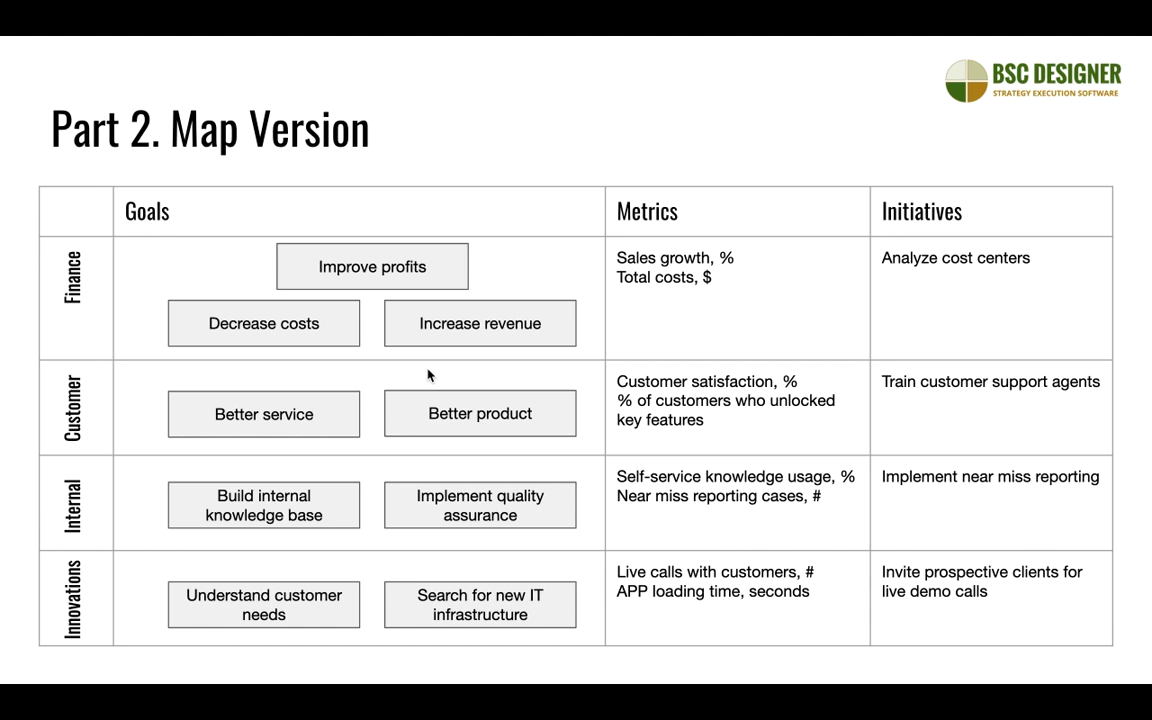 BSC DESIGNER
STRATEGY EXECUTION SOFTWARE
Part 2. Map Version
Goals
Metrics
Initiatives
Finance
Improve profits
Decrease costs
Increase revenue
Sales growth, %
Total costs, $
Analyze cost centers
Customer
Better service
Better product
Customer satisfaction, %
% of customers who unlocked
key features
Train customer support agents
Internal
Build internal
knowledge base
Implement quality
assurance
Self-service knowledge usage, %
Near miss reporting cases, #
Implement near miss reporting
Innovations
Understand customer
needs
Search for new IT
infrastructure
Live calls with customers, #
APP loading time, seconds
Invite prospective clients for
live demo calls